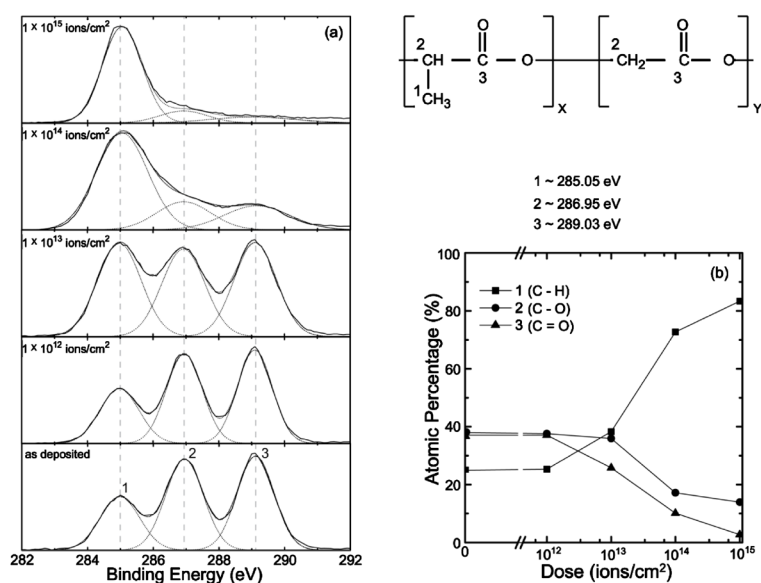 (a)
1 × 10¹⁵ ions/cm²
1 × 10¹⁴ ions/cm²
1 × 10¹³ ions/cm²
1 × 10¹² ions/cm²
as deposited
1 2 3
282 284 286 288 290 292
Binding Energy (eV)
O O
2 CH C O 2 CH₂ C O
3 3
1 CH₃
X Y
1 ~ 285.05 eV
2 ~ 286.95 eV
3 ~ 289.03 eV
(b)
1 (C - H)
2 (C - O)
3 (C = O)
Atomic Percentage (%)
100
80
60
40
20
0
0 10¹² 10¹³ 10¹⁴ 10¹⁵
Dose (ions/cm²)